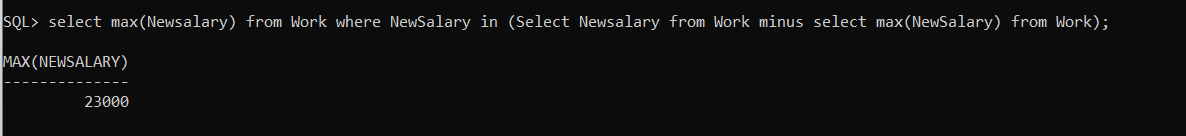 SQL> select max(Newsalary) from Work where NewSalary in (Select Newsalary from Work minus select max(NewSalary) from Work);
MAX(NEWSALARY)
--------------
23000